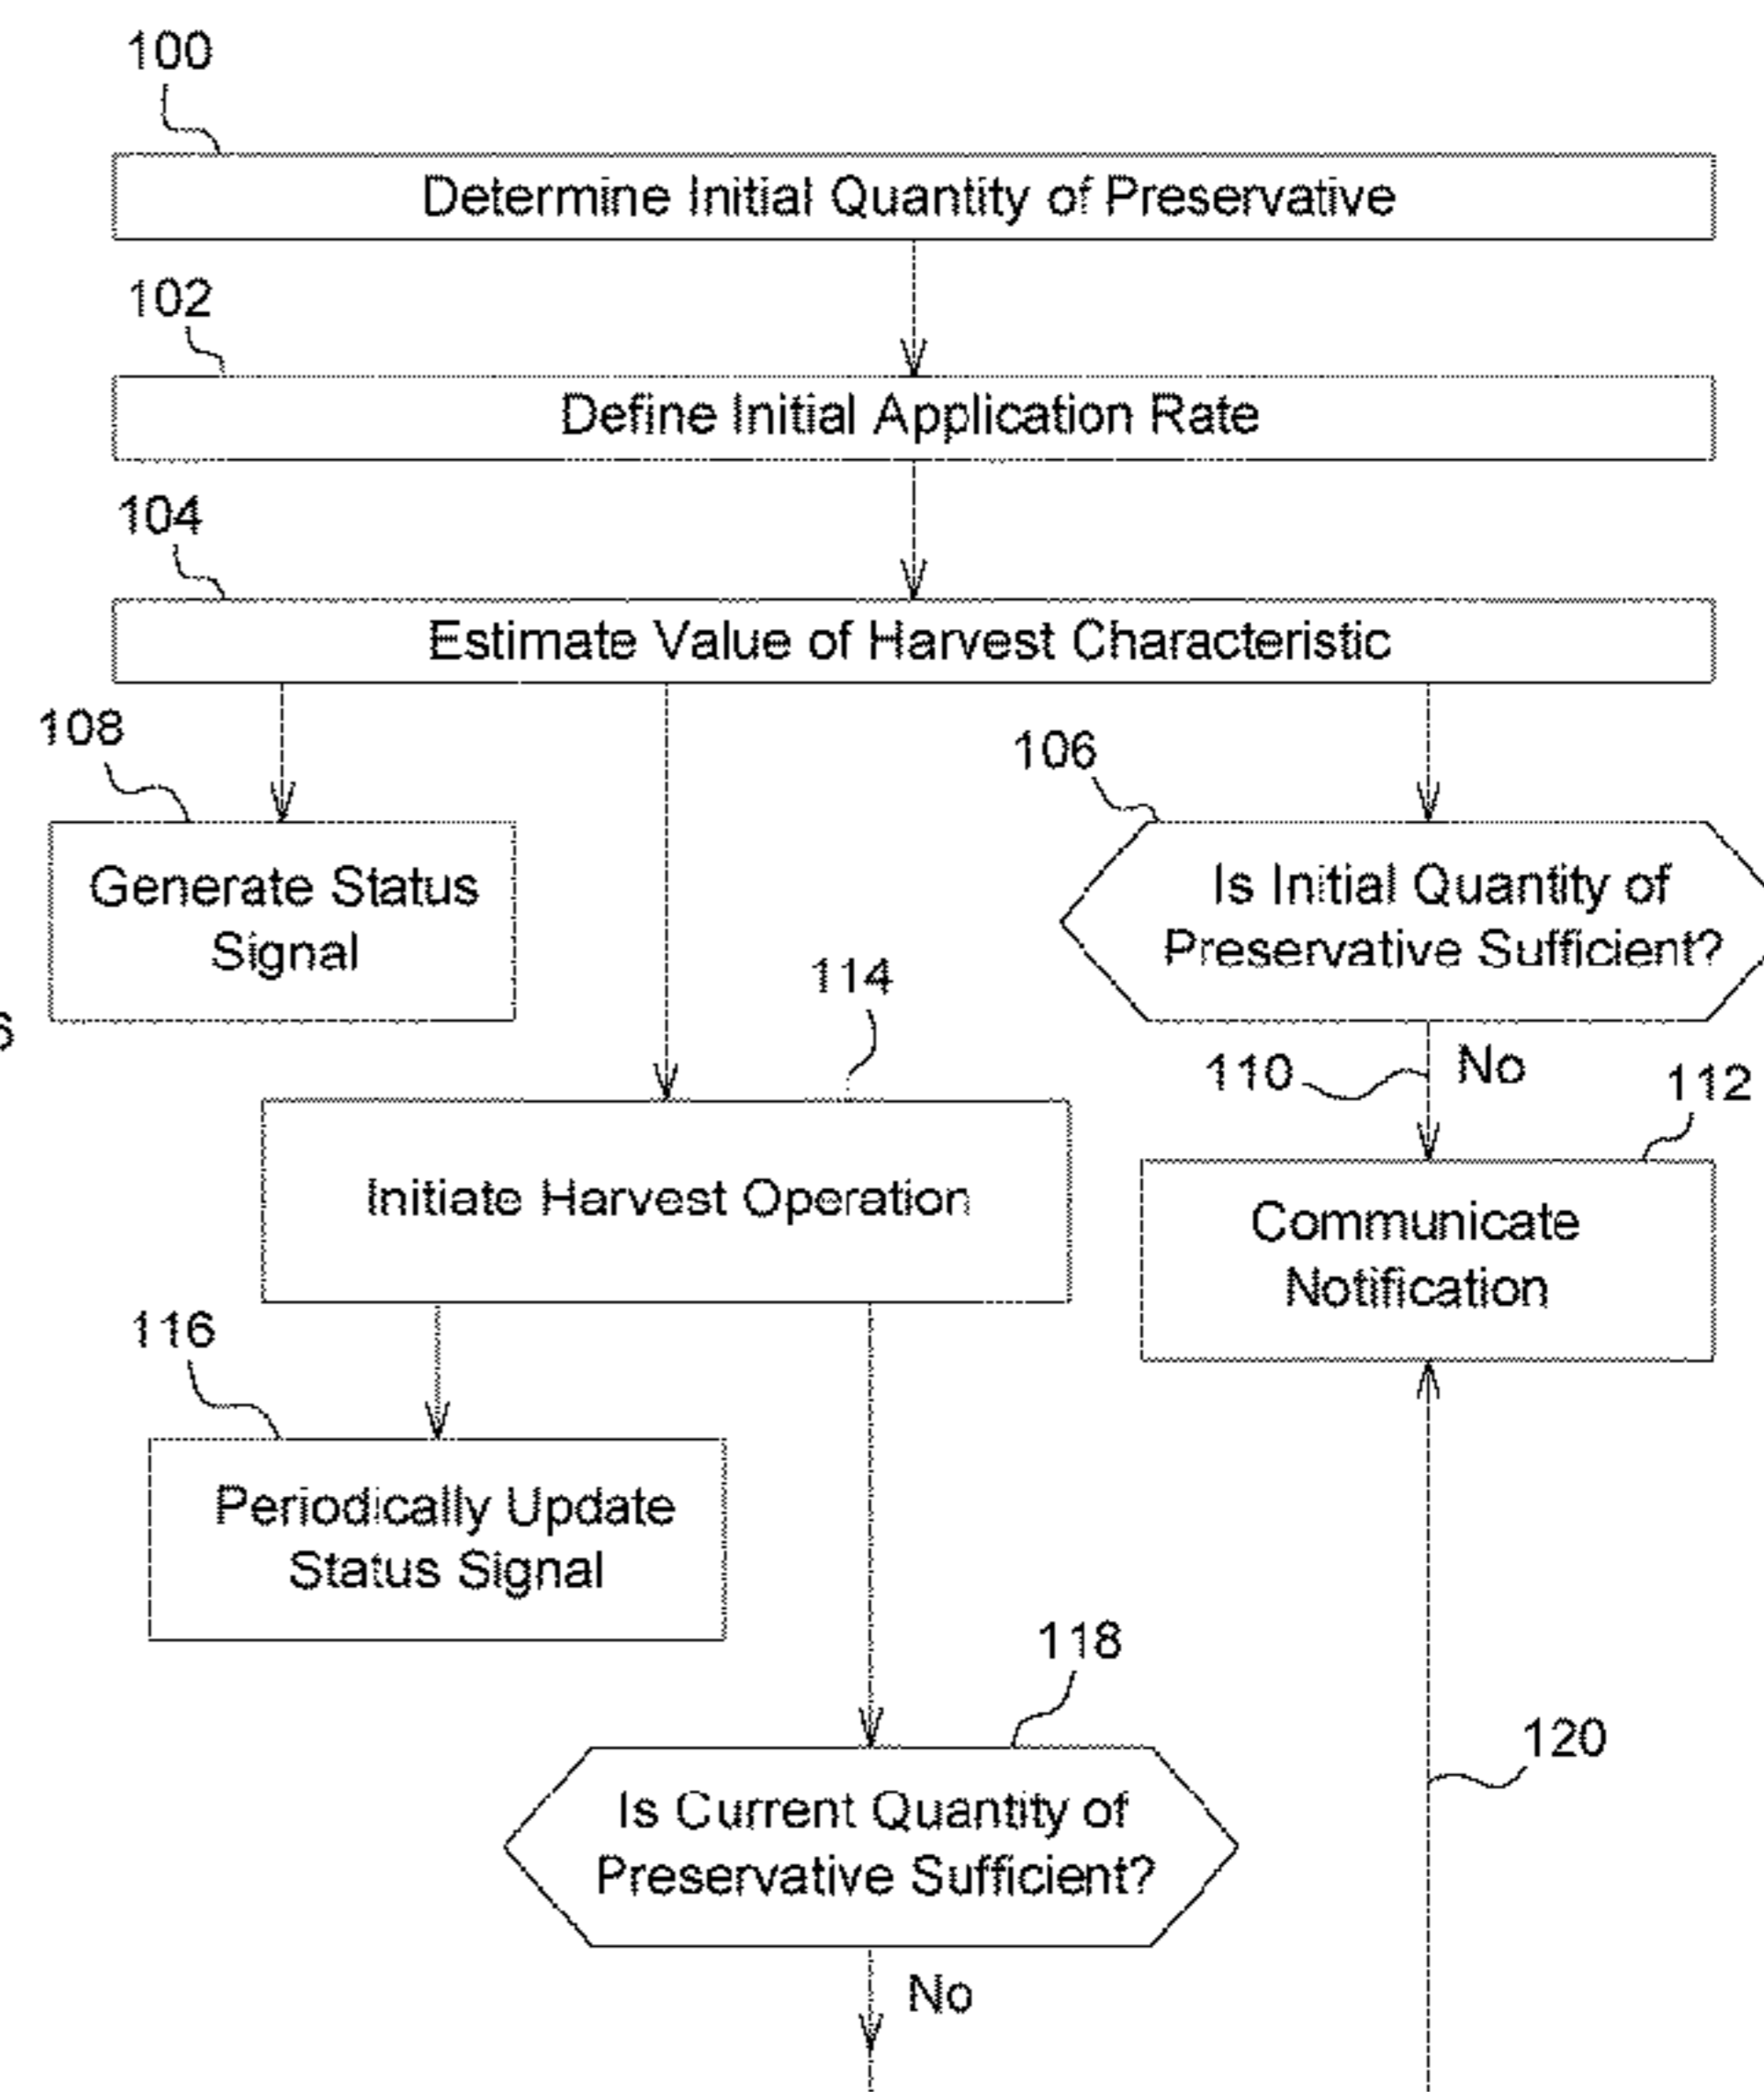 100
Determine Initial Quantity of Preservative
102
Define Initial Application Rate
104
Estimate Value of Harvest Characteristic
108
106
Generate Status
Signal
Is Initial Quantity of
Preservative Sufficient?
114
110
No
112
Initiate Harvest Operation
Communicate
Notification
116
Periodically Update
Status Signal
118
120
Is Current Quantity of
Preservative Sufficient?
No